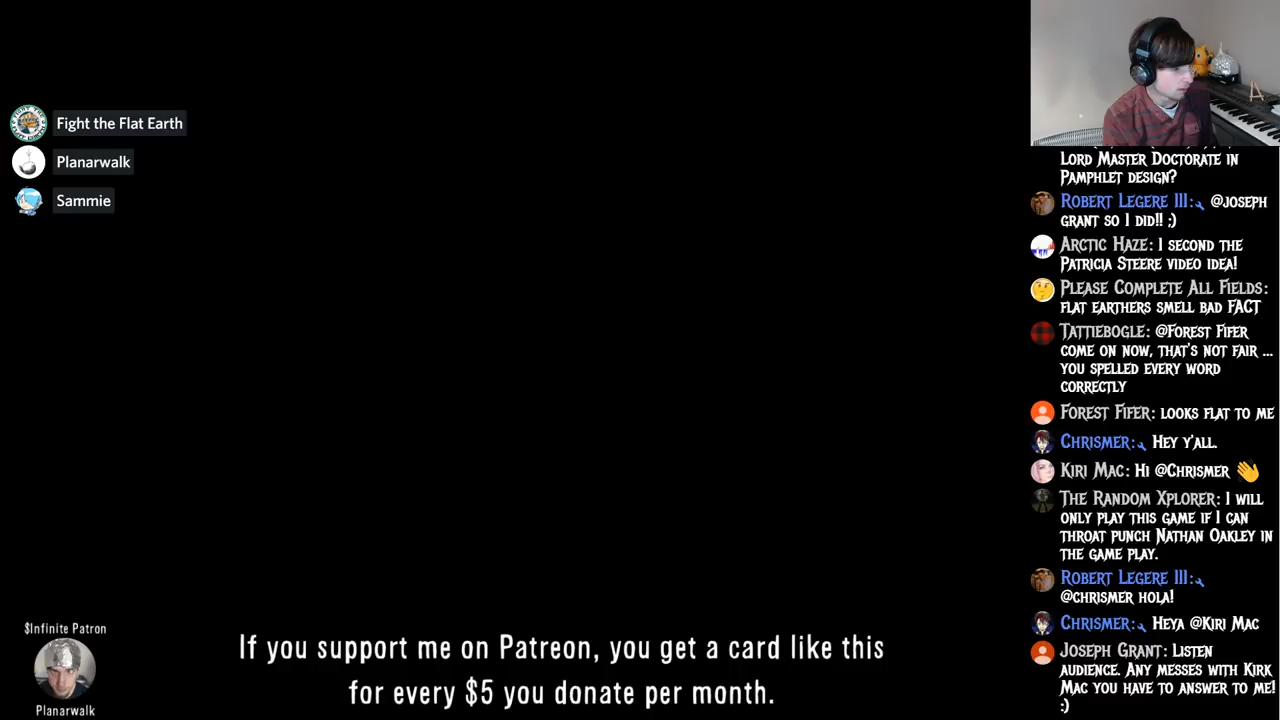 Fight the Flat Earth
Planarwalk
Sammie
$Infinite Patron
Planarwalk
If you support me on Patreon, you get a card like this
for every $5 you donate per month.
Lord Master Doctorate in
Pamphlet design?
Robert Legere III: @joseph
grant so I did!! ;)
Arctic Haze: I second the
Patricia Steere video idea!
Please Complete All Fields:
flat earthers smell bad FACT
Tattiebogle: @Forest Fifer
come on now, that's not fair ...
you spelled every word
correctly
Forest Fifer: looks flat to me
Chrismer: Hey y'all.
Kiri Mac: Hi @Chrismer 👋
The Random Xplorer: I will
only play this game if I can
throat punch Nathan Oakley in
the game play.
Robert Legere III:
@chrismer hola!
Chrismer: Heya @Kiri Mac
Joseph Grant: Listen
audience. Any messes with Kirk
Mac you have to answer to me!
:)